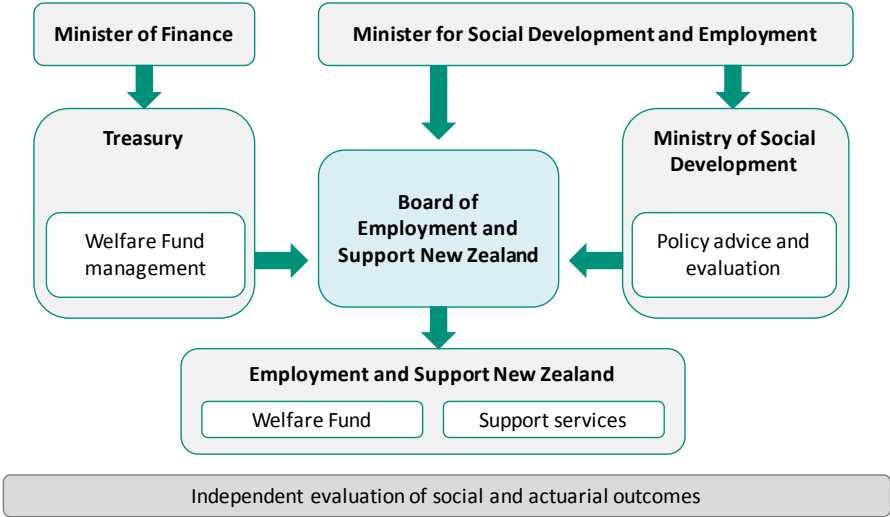 Minister of Finance
Minister for Social Development and Employment
Treasury
Welfare Fund
management
Board of
Employment and
Support New Zealand
Ministry of Social
Development
Policy advice and
evaluation
Employment and Support New Zealand
Welfare Fund
Support services
Independent evaluation of social and actuarial outcomes